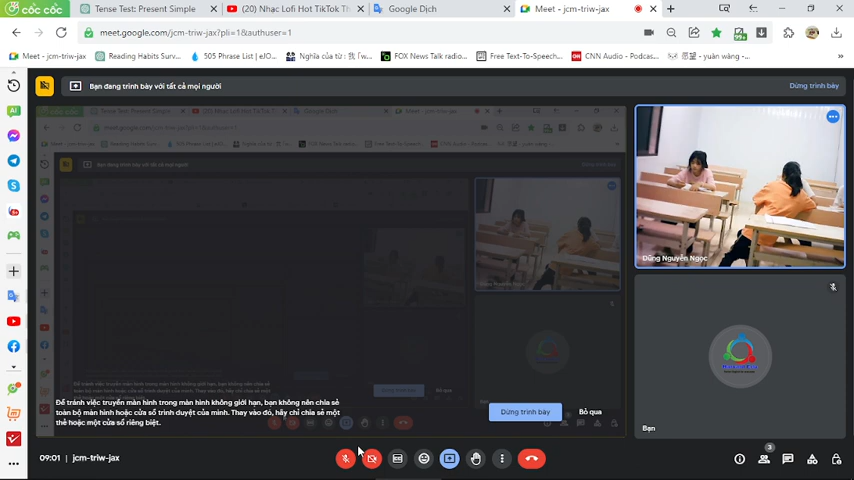 cốc cốc
Tense Test: Present Simple
(20) Nhạc Lofi Hot TikTok Th
Google Dịch
Meet - jcm-triw-jax
meet.google.com/jcm-triw-jax?pli=1&authuser=1
Meet - jcm-triw-jax
Reading Habits Surv...
505 Phrase List | eJO...
Nghĩa của từ : 我 I'w...
FOX News Talk radio...
Free Text-To-Speech...
CNN Audio - Podcas...
愿望 - yuàn wàng -...
Bạn đang trình bày với tất cả mọi người
Dừng trình bày
Dũng Nguyễn Ngọc
Để tránh việc truyền màn hình trong màn hình không giới hạn, bạn không nên chia sẻ
toàn bộ màn hình hoặc cửa sổ trình duyệt của mình. Thay vào đó, hãy chỉ chia sẻ một
thẻ hoặc một cửa sổ riêng biệt.
Dừng trình bày
Bỏ qua
Bạn
09:01 | jcm-triw-jax
3